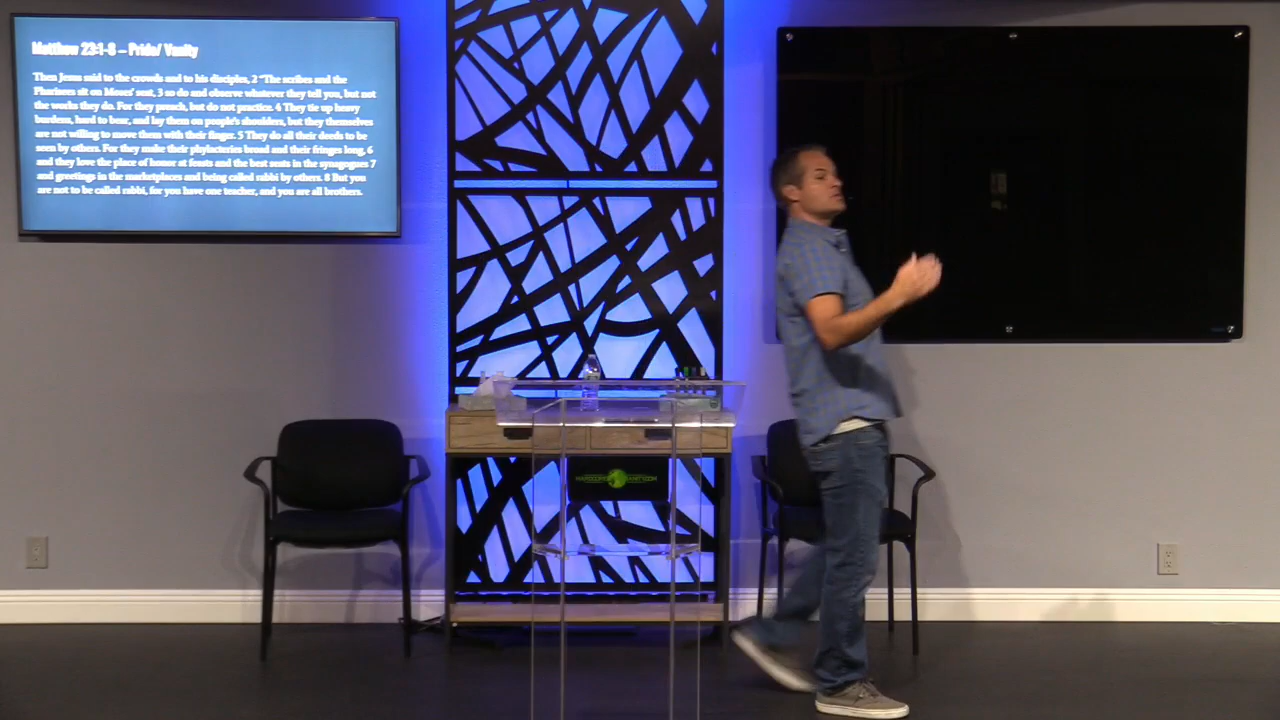 Matthew 23:1-8 – Pride/ Vanity
Then Jesus said to the crowds and to his disciples, 2 “The scribes and the
Pharisees sit on Moses’ seat, 3 so do and observe whatever they tell you, but not
the works they do. For they preach, but do not practice. 4 They tie up heavy
burdens, hard to bear, and lay them on people’s shoulders, but they themselves
are not willing to move them with their finger. 5 They do all their deeds to be
seen by others. For they make their phylacteries broad and their fringes long, 6
and they love the place of honor at feasts and the best seats in the synagogues 7
and greetings in the marketplaces and being called rabbi by others. 8 But you
are not to be called rabbi, for you have one teacher, and you are all brothers.